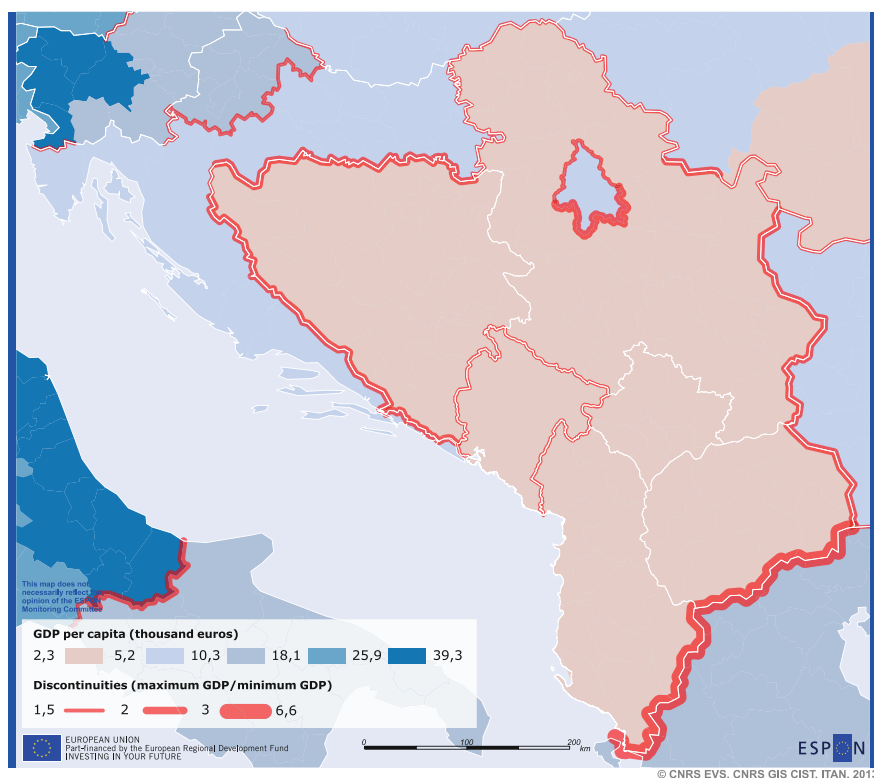 This map does not
necessarily reflect the
opinion of the ESPON
Monitoring Committee
GDP per capita (thousand euros)
2,3 5,2 10,3 18,1 25,9 39,3
Discontinuities (maximum GDP/minimum GDP)
1,5 2 3 6,6
EUROPEAN UNION
Part-financed by the European Regional Development Fund
INVESTING IN YOUR FUTURE
0 100 200
km
ESPON
© CNRS EVS. CNRS GIS CIST. ITAN. 2013